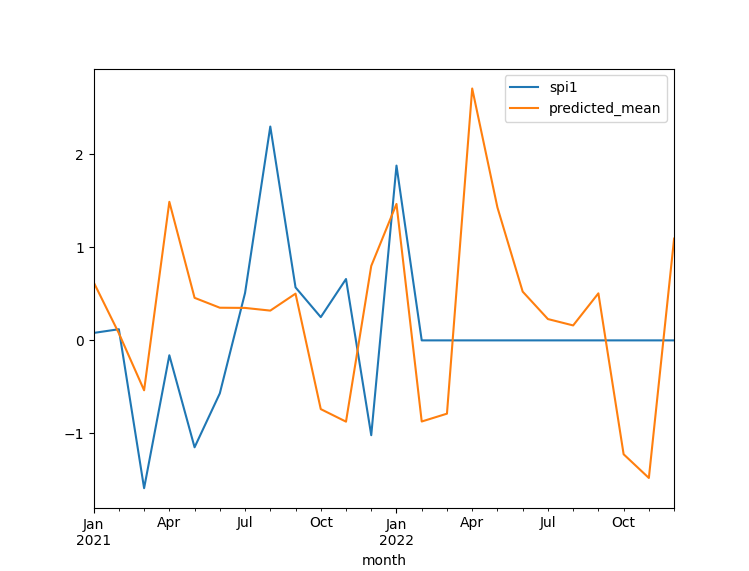 spi1
predicted_mean
2
1
0
−1
Jan Apr Jul Oct Jan Apr Jul Oct
2021 2022
month